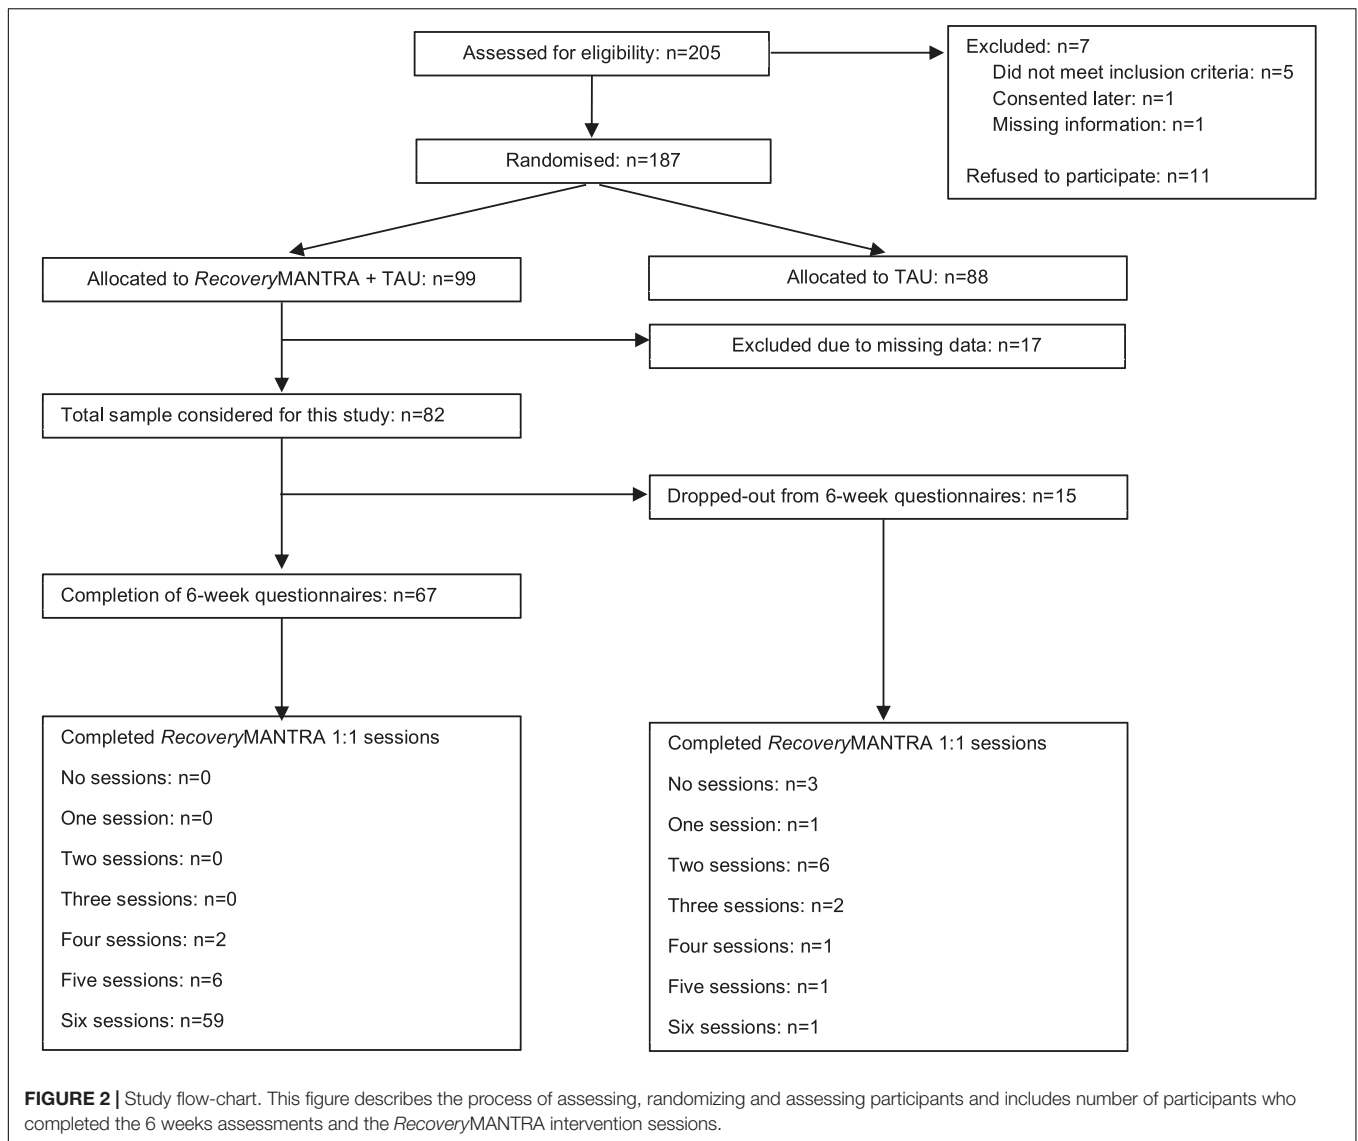 Assessed for eligibility: n=205
Excluded: n=7
Did not meet inclusion criteria: n=5
Consented later: n=1
Missing information: n=1
Refused to participate: n=11
Randomised: n=187
Allocated to RecoveryMANTRA + TAU: n=99
Allocated to TAU: n=88
Excluded due to missing data: n=17
Total sample considered for this study: n=82
Dropped-out from 6-week questionnaires: n=15
Completion of 6-week questionnaires: n=67
Completed RecoveryMANTRA 1:1 sessions
No sessions: n=0
One session: n=0
Two sessions: n=0
Three sessions: n=0
Four sessions: n=2
Five sessions: n=6
Six sessions: n=59
Completed RecoveryMANTRA 1:1 sessions
No sessions: n=3
One session: n=1
Two sessions: n=6
Three sessions: n=2
Four sessions: n=1
Five sessions: n=1
Six sessions: n=1
FIGURE 2 | Study flow-chart. This figure describes the process of assessing, randomizing and assessing participants and includes number of participants who
completed the 6 weeks assessments and the RecoveryMANTRA intervention sessions.